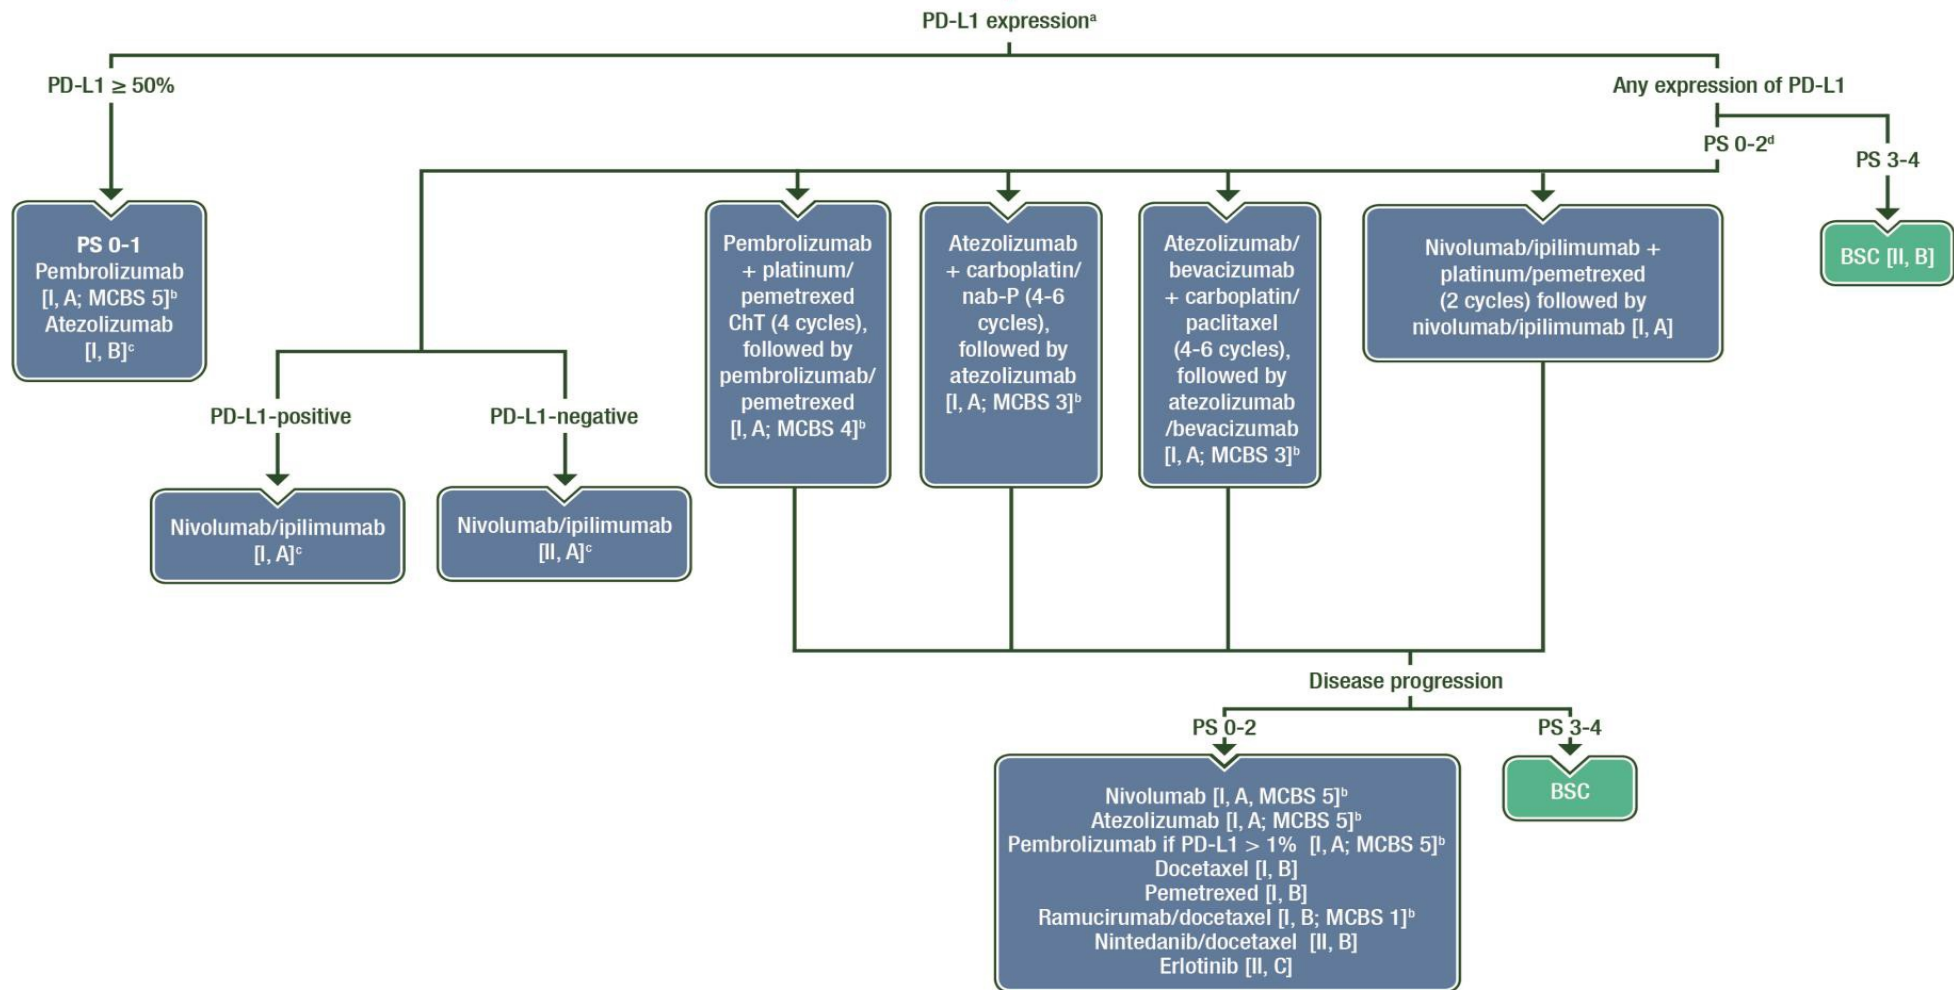 PD-L1 expressionᵃ
PD-L1 ≥ 50%
Any expression of PD-L1
PS 0-2ᵈ
PS 3-4
PS 0-1
Pembrolizumab
[I, A; MCBS 5]ᵇ
Atezolizumab
[I, B]ᶜ
Pembrolizumab
+ platinum/
pemetrexed
ChT (4 cycles),
followed by
pembrolizumab/
pemetrexed
[I, A; MCBS 4]ᵇ
Atezolizumab
+ carboplatin/
nab-P (4-6
cycles),
followed by
atezolizumab
[I, A; MCBS 3]ᵇ
Atezolizumab/
bevacizumab
+ carboplatin/
paclitaxel
(4-6 cycles),
followed by
atezolizumab
/bevacizumab
[I, A; MCBS 3]ᵇ
Nivolumab/ipilimumab +
platinum/pemetrexed
(2 cycles) followed by
nivolumab/ipilimumab [I, A]
BSC [II, B]
PD-L1-positive
PD-L1-negative
Nivolumab/ipilimumab
[I, A]ᶜ
Nivolumab/ipilimumab
[II, A]ᶜ
Disease progression
PS 0-2
PS 3-4
Nivolumab [I, A, MCBS 5]ᵇ
Atezolizumab [I, A; MCBS 5]ᵇ
Pembrolizumab if PD-L1 > 1% [I, A; MCBS 5]ᵇ
Docetaxel [I, B]
Pemetrexed [I, B]
Ramucirumab/docetaxel [I, B; MCBS 1]ᵇ
Nintedanib/docetaxel [II, B]
Erlotinib [II, C]
BSC